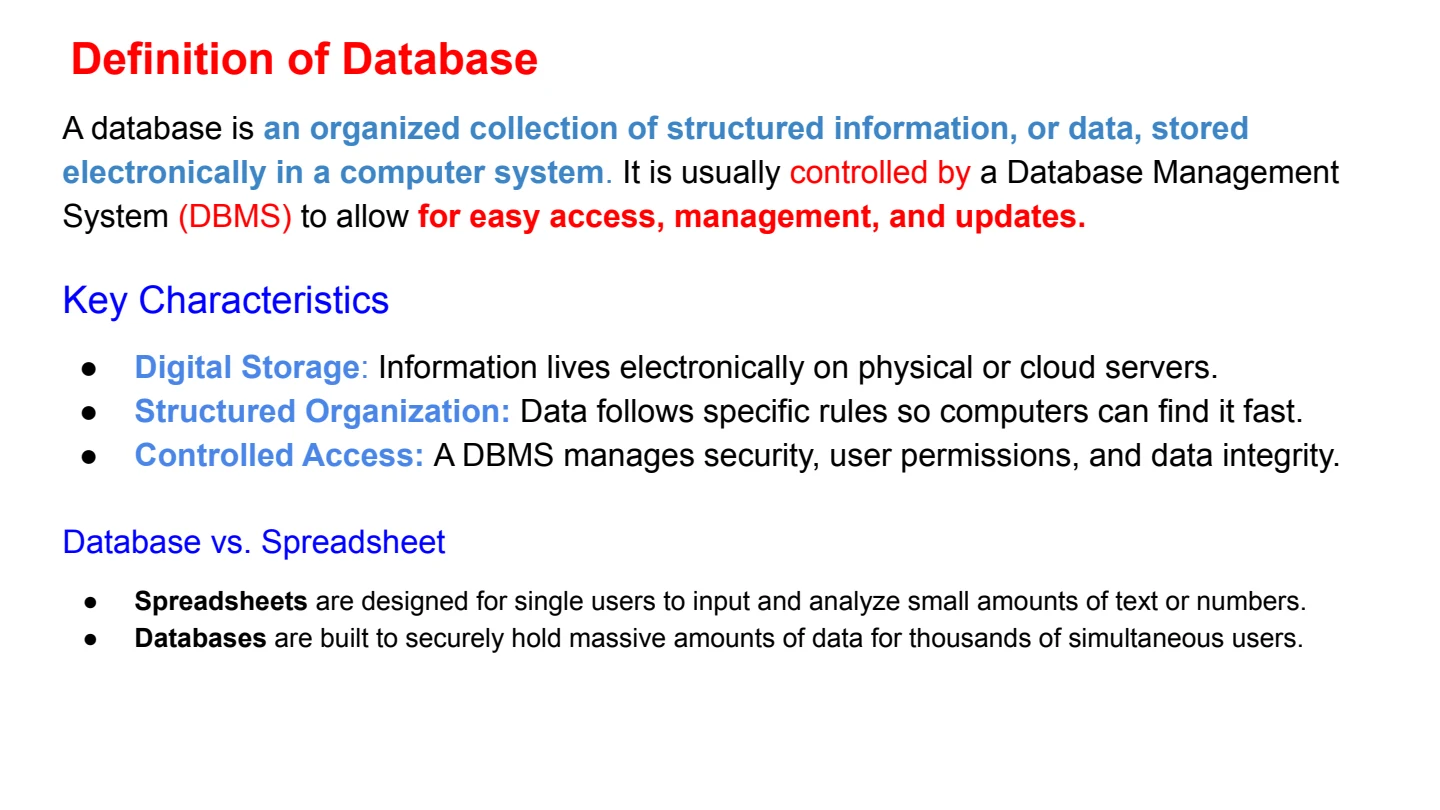 Definition of Database
A database is an organized collection of structured information, or data, stored
electronically in a computer system. It is usually controlled by a Database Management
System (DBMS) to allow for easy access, management, and updates.
Key Characteristics
● Digital Storage: Information lives electronically on physical or cloud servers.
● Structured Organization: Data follows specific rules so computers can find it fast.
● Controlled Access: A DBMS manages security, user permissions, and data integrity.
Database vs. Spreadsheet
● Spreadsheets are designed for single users to input and analyze small amounts of text or numbers.
● Databases are built to securely hold massive amounts of data for thousands of simultaneous users.